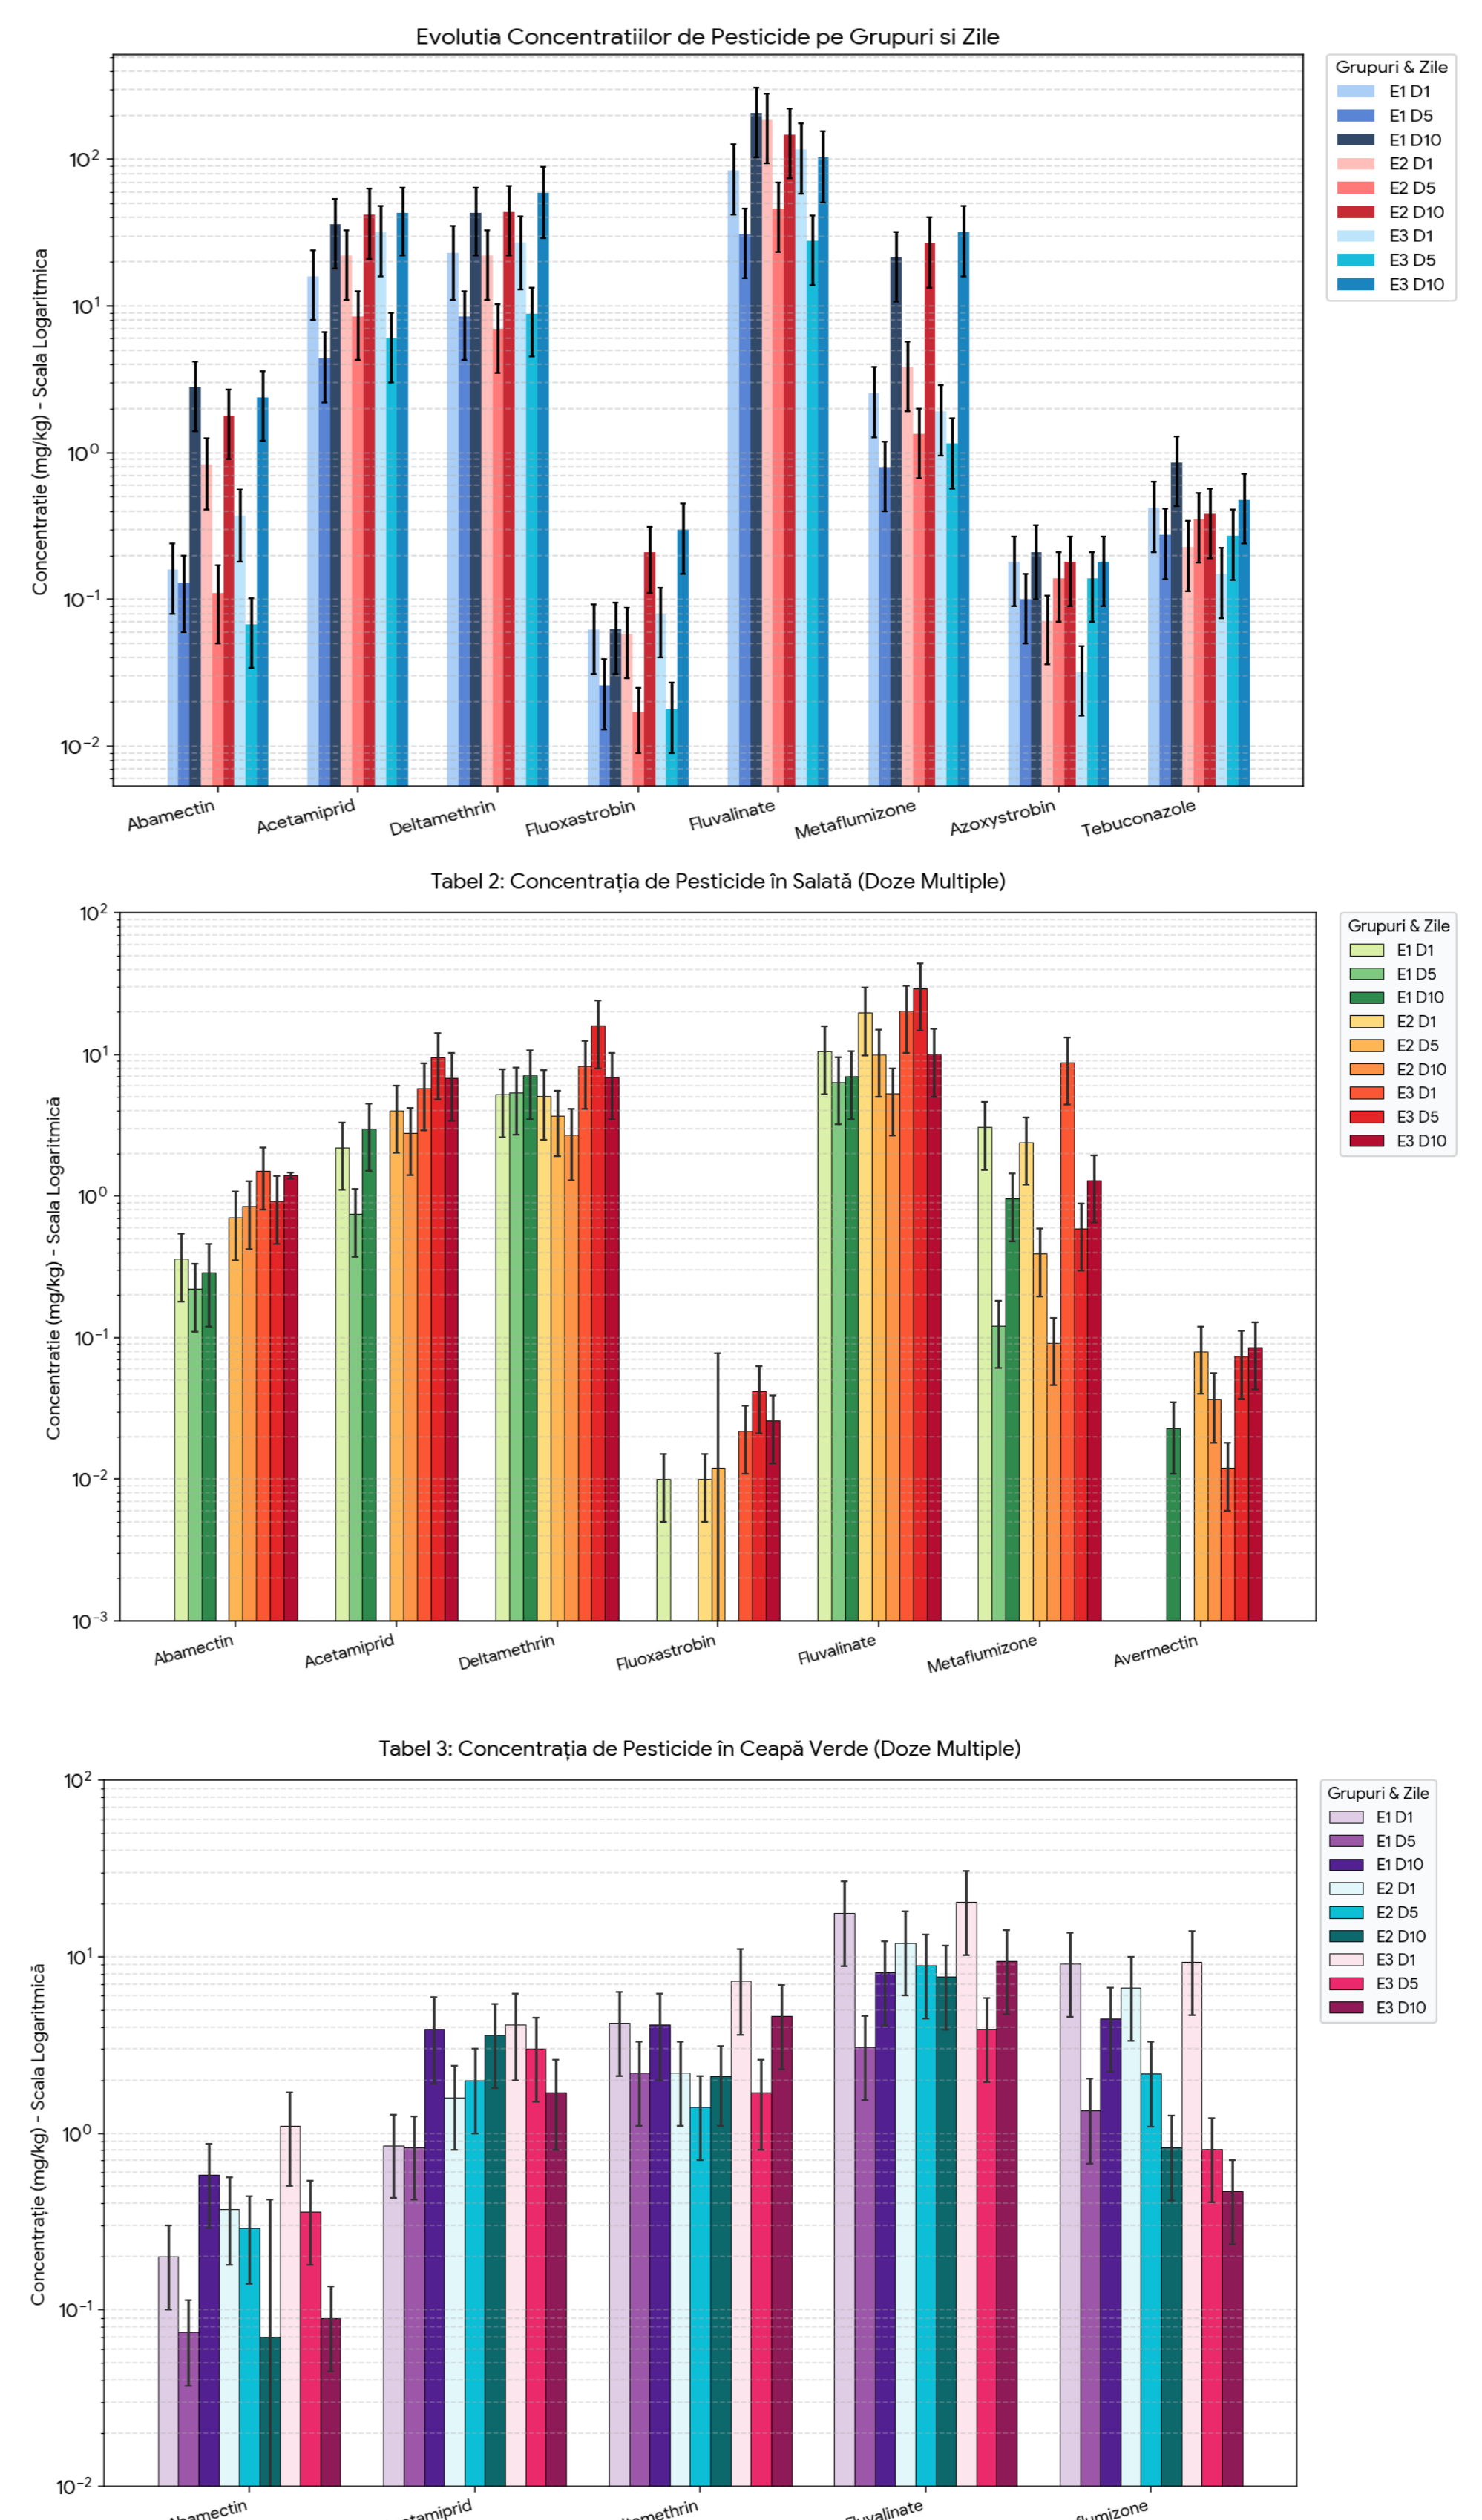 Evolutia Concentratiilor de Pesticide pe Grupuri si Zile
Concentratie (mg/kg) - Scala Logaritmica
10²
10¹
10⁰
10⁻¹
10⁻²
Abamectin
Acetamiprid
Deltamethrin
Fluoxastrobin
Fluvalinate
Metaflumizone
Azoxystrobin
Tebuconazole
Grupuri & Zile
E1 D1
E1 D5
E1 D10
E2 D1
E2 D5
E2 D10
E3 D1
E3 D5
E3 D10
Tabel 2: Concentrația de Pesticide în Salată (Doze Multiple)
Concentrație (mg/kg) - Scala Logaritmică
10²
10¹
10⁰
10⁻¹
10⁻²
10⁻³
Abamectin
Acetamiprid
Deltamethrin
Fluoxastrobin
Fluvalinate
Metaflumizone
Avermectin
Grupuri & Zile
E1 D1
E1 D5
E1 D10
E2 D1
E2 D5
E2 D10
E3 D1
E3 D5
E3 D10
Tabel 3: Concentrația de Pesticide în Ceapă Verde (Doze Multiple)
Concentrație (mg/kg) - Scala Logaritmică
10²
10¹
10⁰
10⁻¹
10⁻²
Abamectin
etamiprid
ltamethrin
Fluvalinate
flumizone
Grupuri & Zile
E1 D1
E1 D5
E1 D10
E2 D1
E2 D5
E2 D10
E3 D1
E3 D5
E3 D10